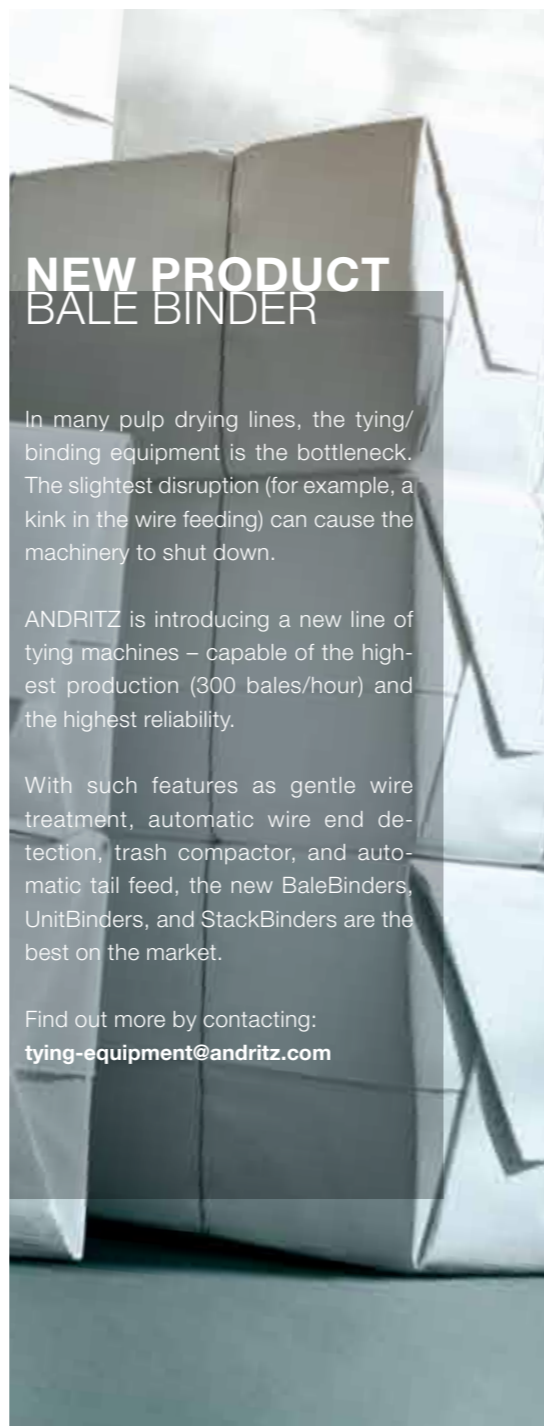 NEW PRODUCT
BALE BINDER
In many pulp drying lines, the tying/
binding equipment is the bottleneck.
The slightest disruption (for example, a
kink in the wire feeding) can cause the
machinery to shut down.
ANDRITZ is introducing a new line of
tying machines – capable of the high-
est production (300 bales/hour) and
the highest reliability.
With such features as gentle wire
treatment, automatic wire end de-
tection, trash compactor, and auto-
matic tail feed, the new BaleBinders,
UnitBinders, and StackBinders are the
best on the market.
Find out more by contacting:
tying-equipment@andritz.com